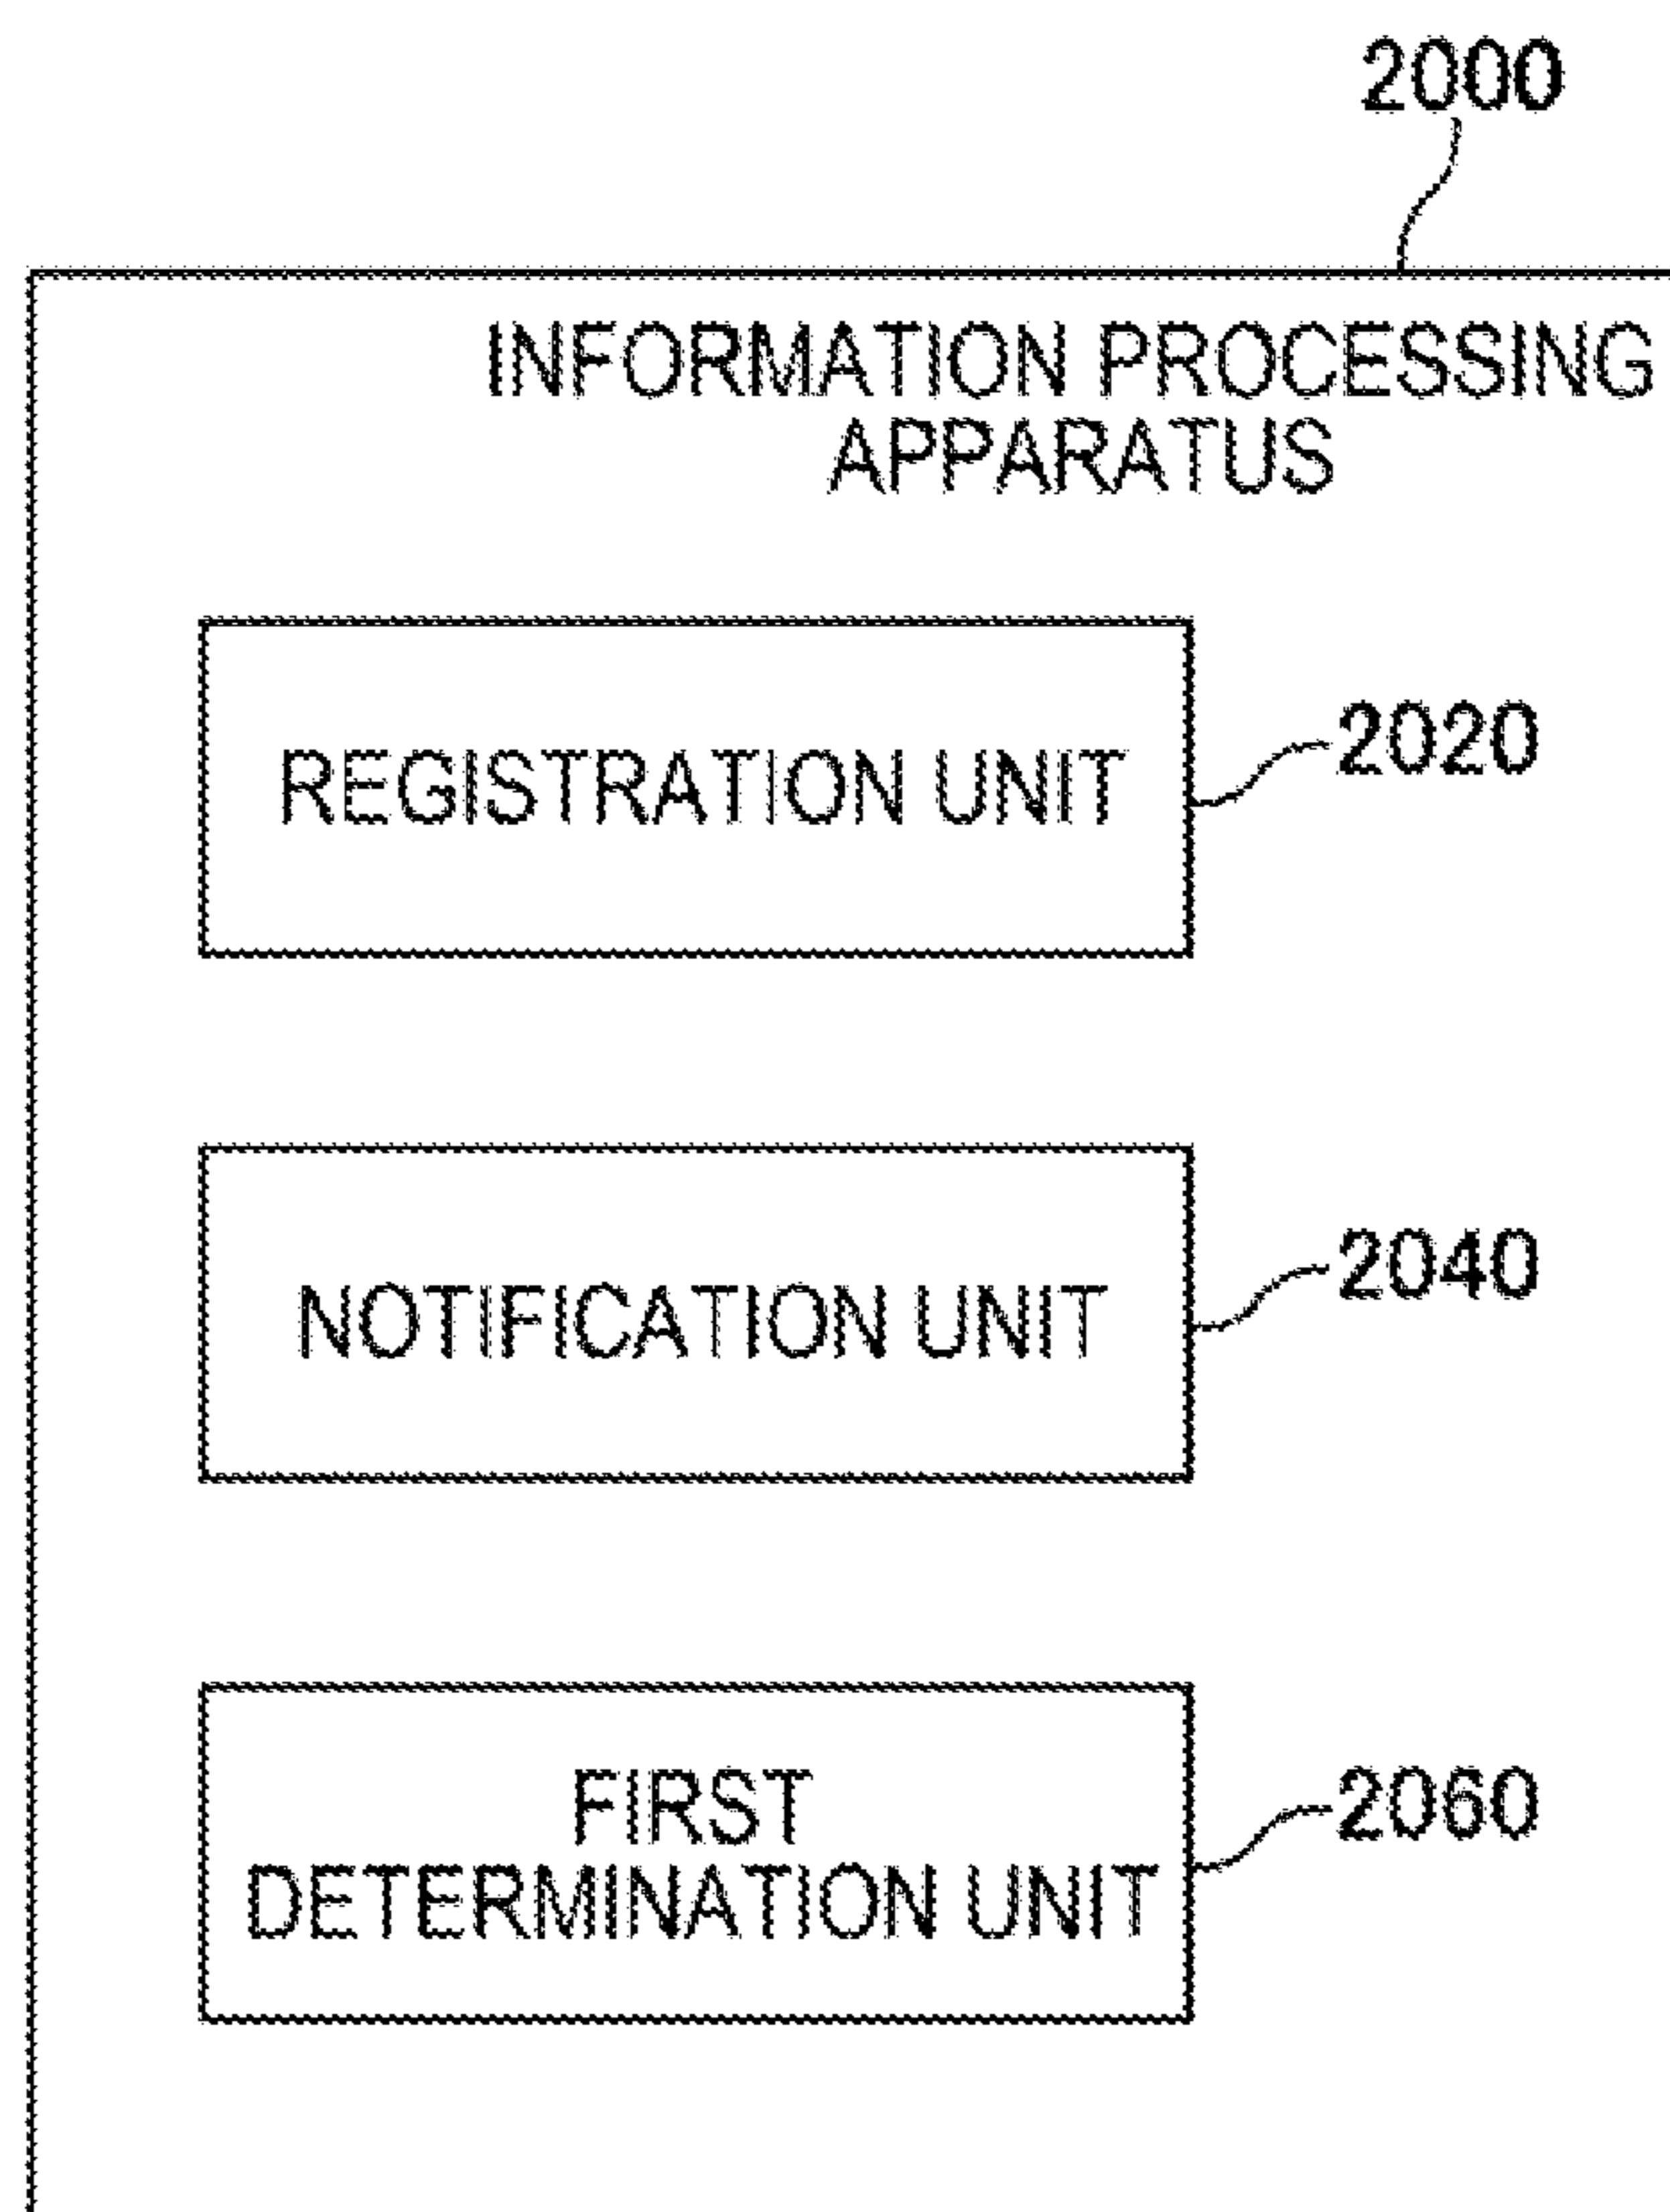 2000
INFORMATION PROCESSING
APPARATUS
REGISTRATION UNIT
2020
NOTIFICATION UNIT
2040
FIRST
DETERMINATION UNIT
2060